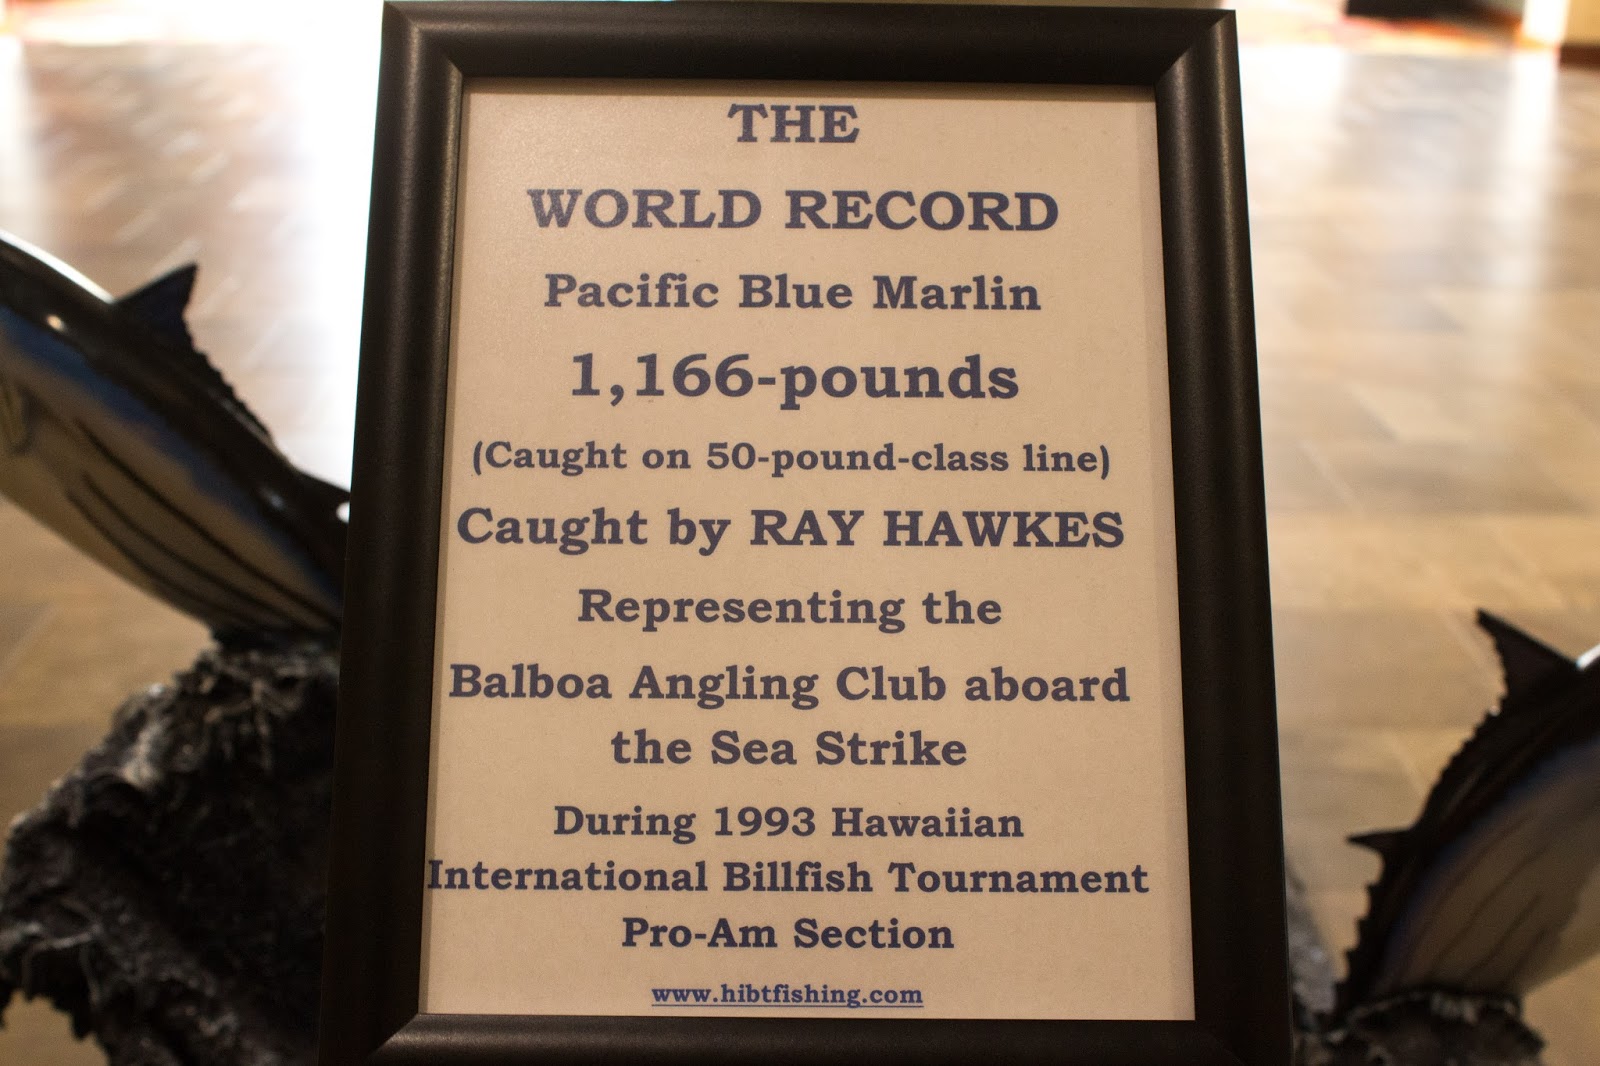 THE
WORLD RECORD
Pacific Blue Marlin
1,166-pounds
(Caught on 50-pound-class line)
Caught by RAY HAWKES
Representing the
Balboa Angling Club aboard
the Sea Strike
During 1993 Hawaiian
International Billfish Tournament
Pro-Am Section
www.hibtfishing.com